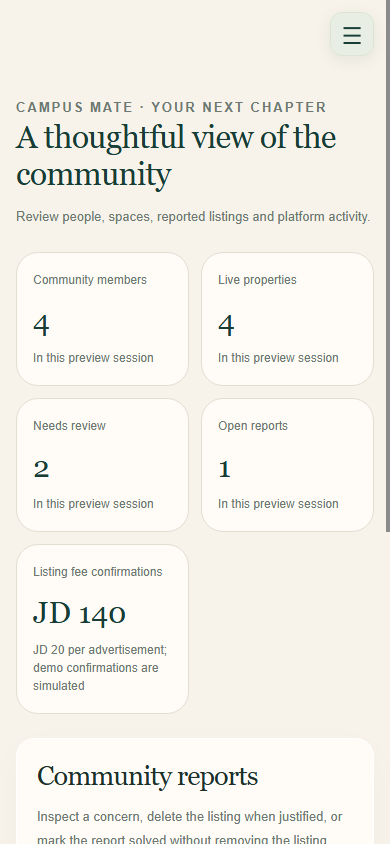 CAMPUS MATE · YOUR NEXT CHAPTER
A thoughtful view of the
community
Review people, spaces, reported listings and platform activity.
Community members
4
In this preview session
Live properties
4
In this preview session
Needs review
2
In this preview session
Open reports
1
In this preview session
Listing fee confirmations
JD 140
JD 20 per advertisement;
demo confirmations are
simulated
Community reports
Inspect a concern, delete the listing when justified, or
mark the report solved without removing the listing